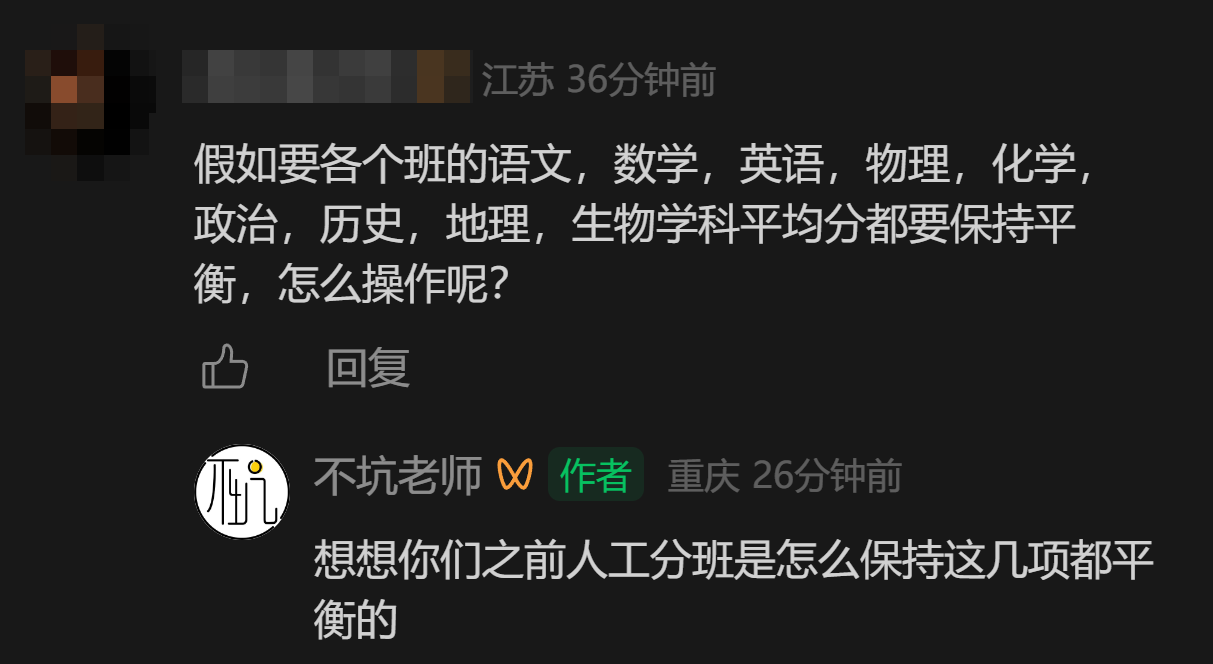 江苏 36分钟前
假如要各个班的语文，数学，英语，物理，化学，
政治，历史，地理，生物学科平均分都要保持平
衡，怎么操作呢？
回复
不坑
不坑老师 作者 重庆 26分钟前
想想你们之前人工分班是怎么保持这几项都平
衡的